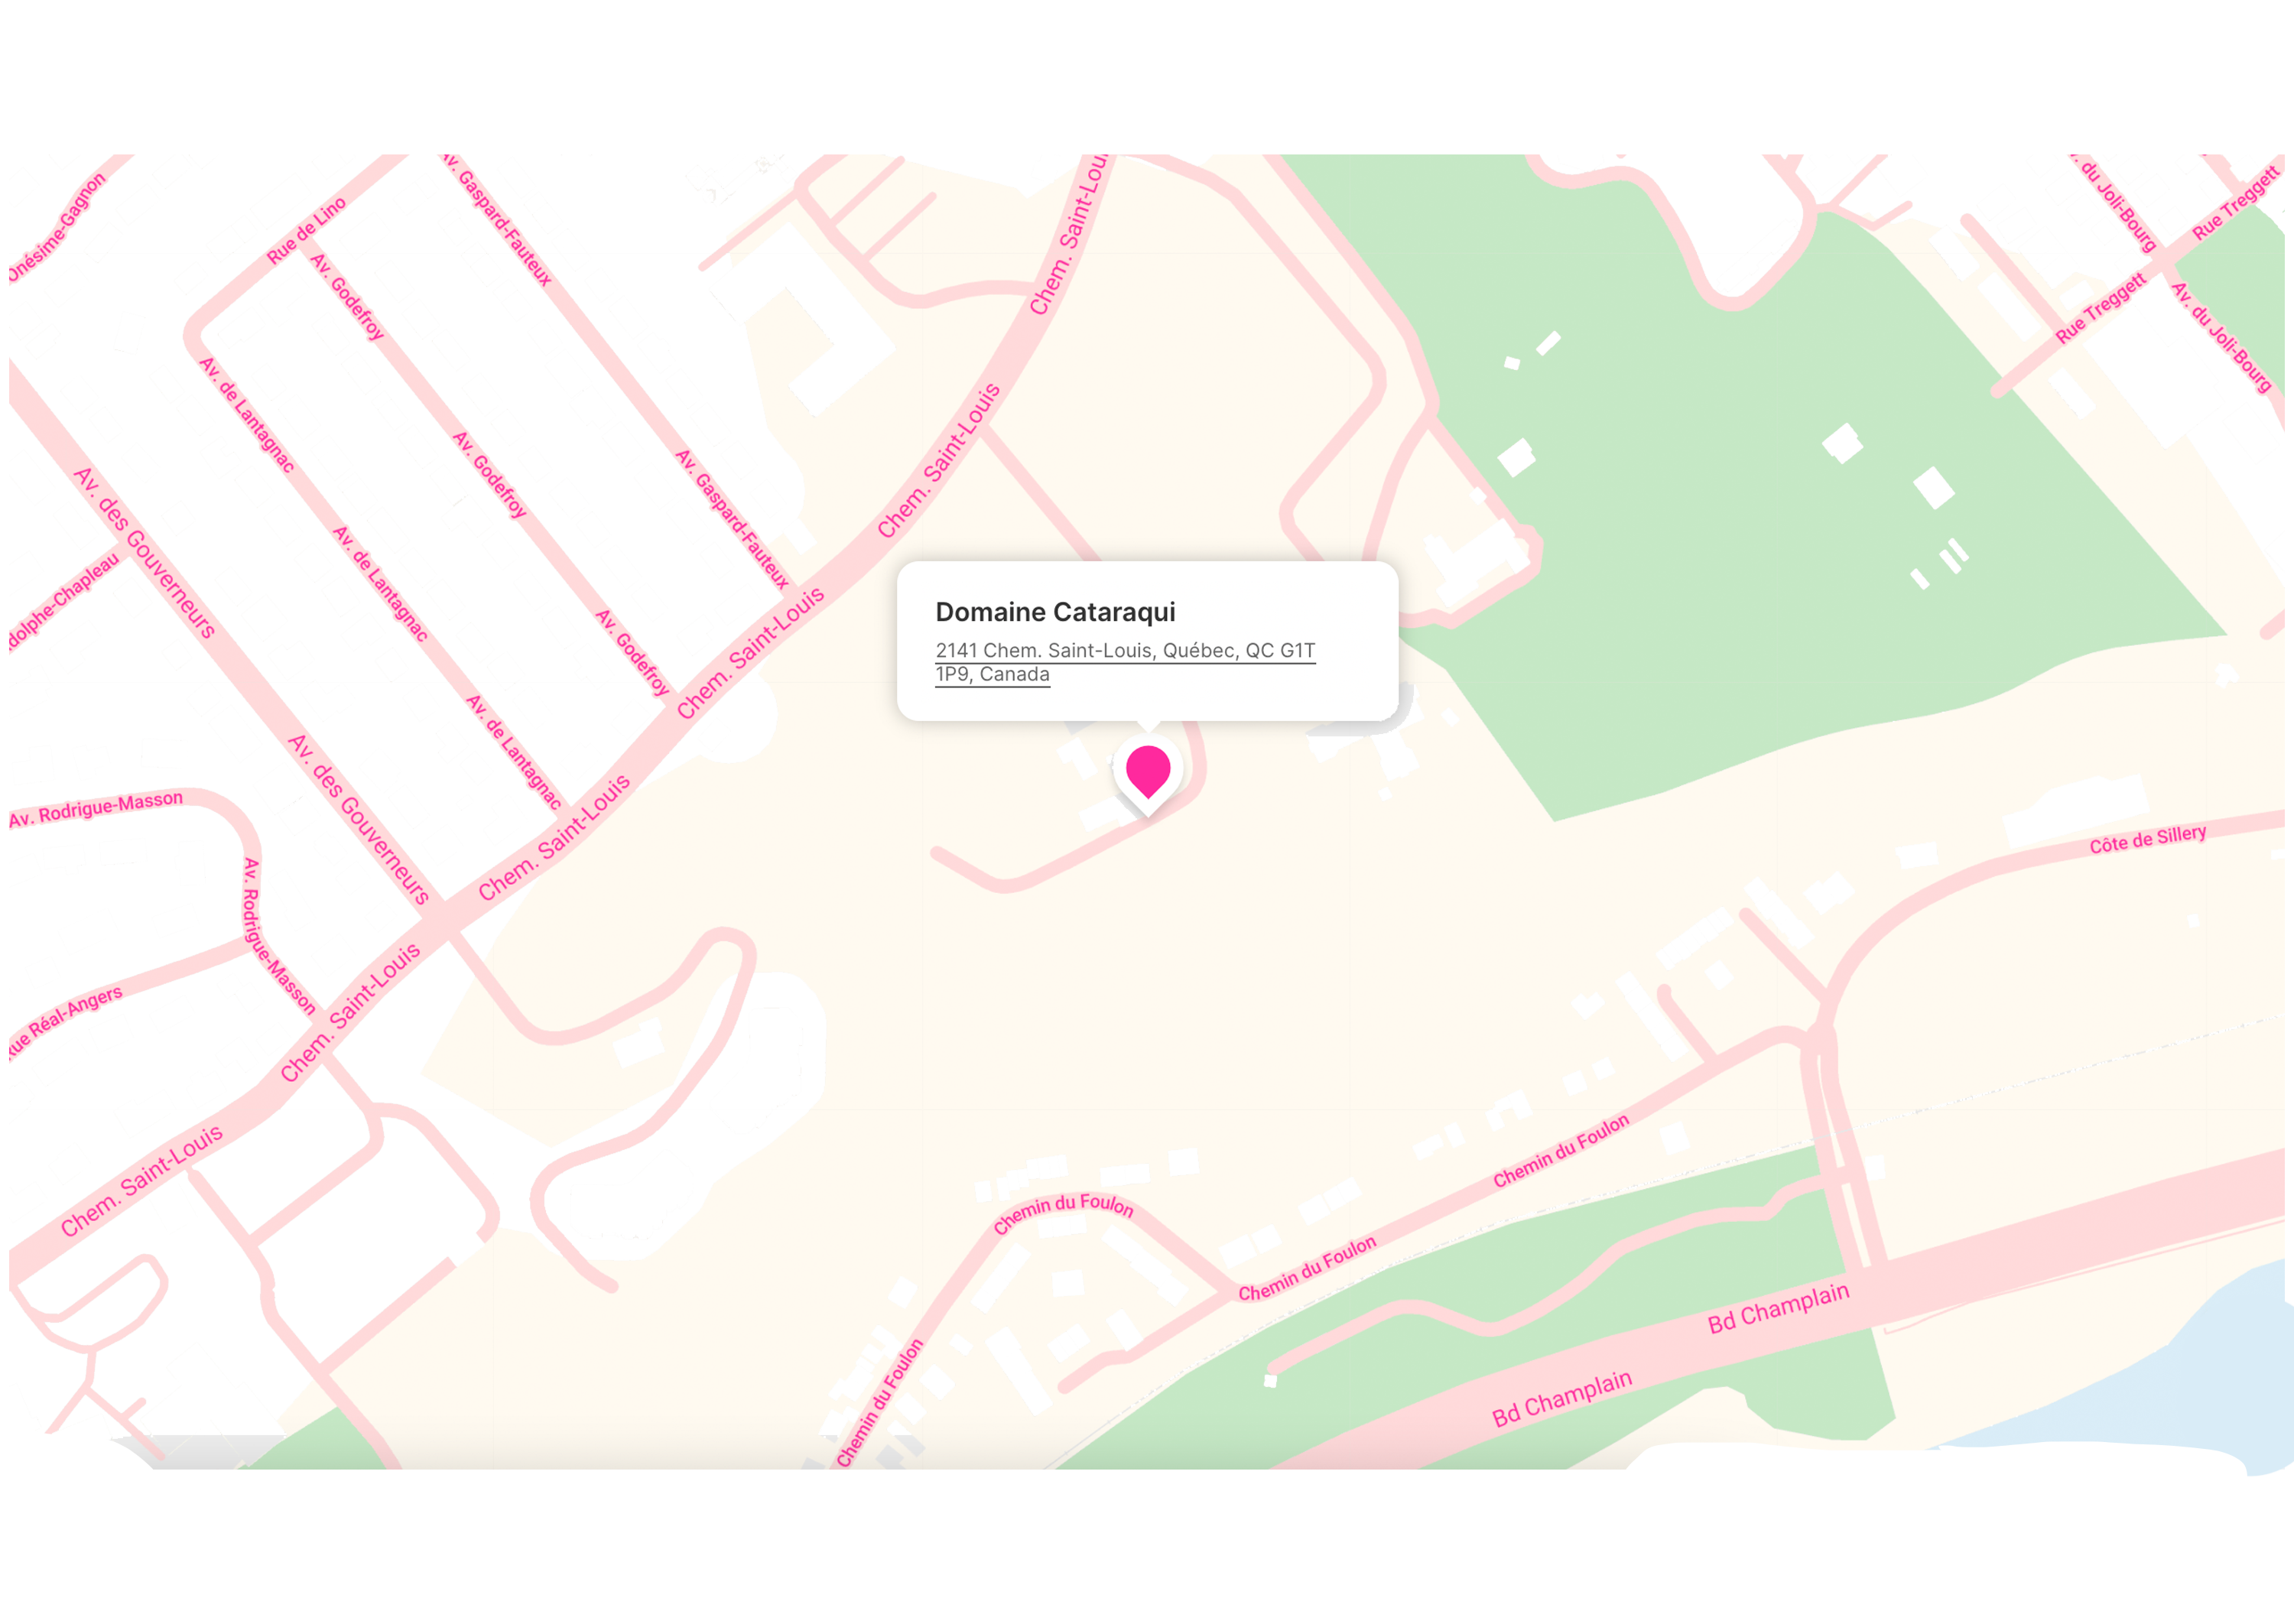 Onésime-Gagnon
Rue de Lino
Av. Gaspard-Fauteux
Chem. Saint-Louis
Av. du Joli-Bourg
Rue Treggett
Av. Godefroy
Rue Treggett
Av. du Joli-Bourg
Av. de Lantagnac
Chem. Saint-Louis
Av. Godefroy
Av. Gaspard-Fauteux
Av. des Gouverneurs
Av. de Lantagnac
dolphe-Chapleau
Domaine Cataraqui
2141 Chem. Saint-Louis, Québec, QC G1T
1P9, Canada
Av. Godefroy
Chem. Saint-Louis
Av. de Lantagnac
Av. des Gouverneurs
Av. Rodrigue-Masson
Chem. Saint-Louis
Côte de Sillery
Av. Rodrigue-Masson
Chem. Saint-Louis
Rue Réal-Angers
Chem. Saint-Louis
Chemin du Foulon
Chemin du Foulon
Chemin du Foulon
Bd Champlain
Bd Champlain
Chemin du Foulon